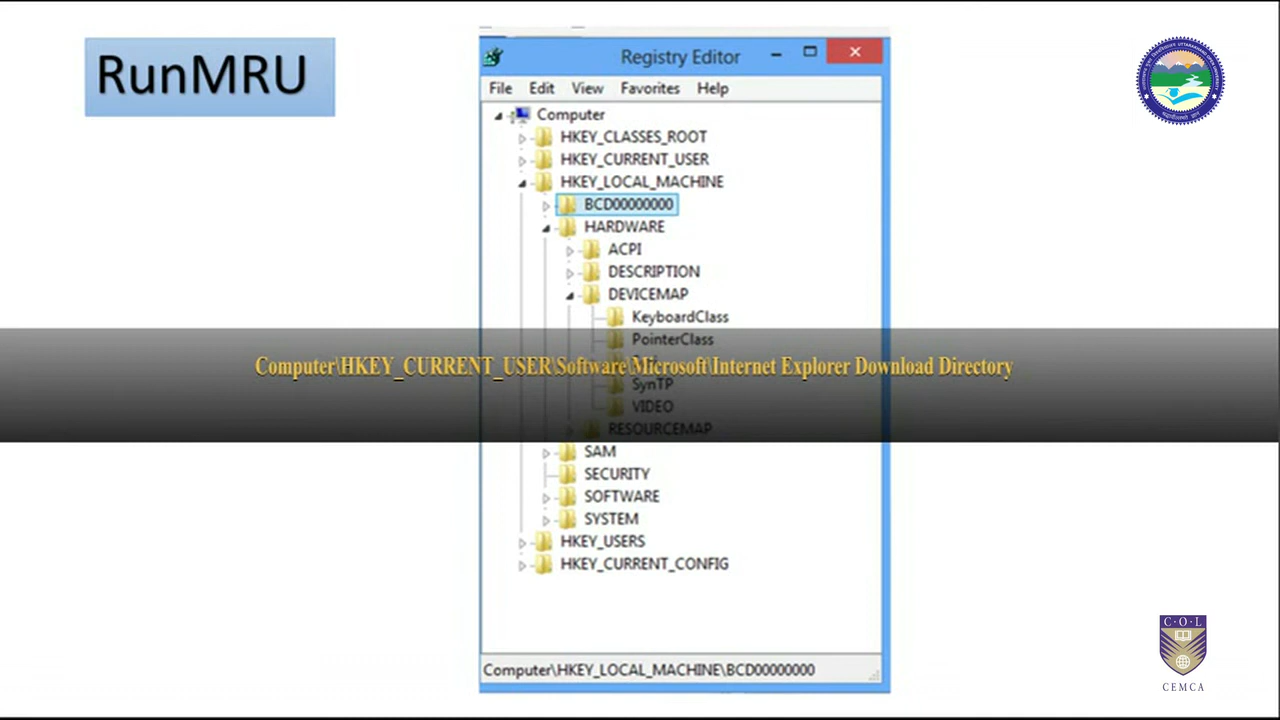 RunMRU
Registry Editor
File Edit View Favorites Help
Computer
HKEY_CLASSES_ROOT
HKEY_CURRENT_USER
HKEY_LOCAL_MACHINE
BCD00000000
HARDWARE
ACPI
DESCRIPTION
DEVICEMAP
KeyboardClass
PointerClass
Computer\HKEY_CURRENT_USER\Software\Microsoft\Internet Explorer Download Directory
SynTP
VIDEO
RESOURCEMAP
SAM
SECURITY
SOFTWARE
SYSTEM
HKEY_USERS
HKEY_CURRENT_CONFIG
Computer\HKEY_LOCAL_MACHINE\BCD00000000
C·O·L
CEMCA